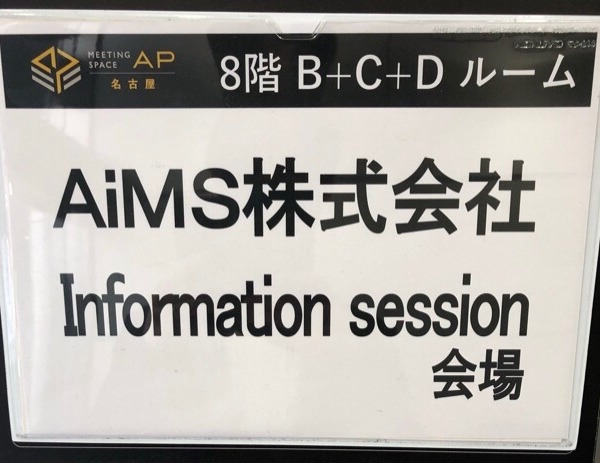 MEETING
SPACE AP
名古屋
8階 B+C+D ルーム
AiMS株式会社
Information session
会場